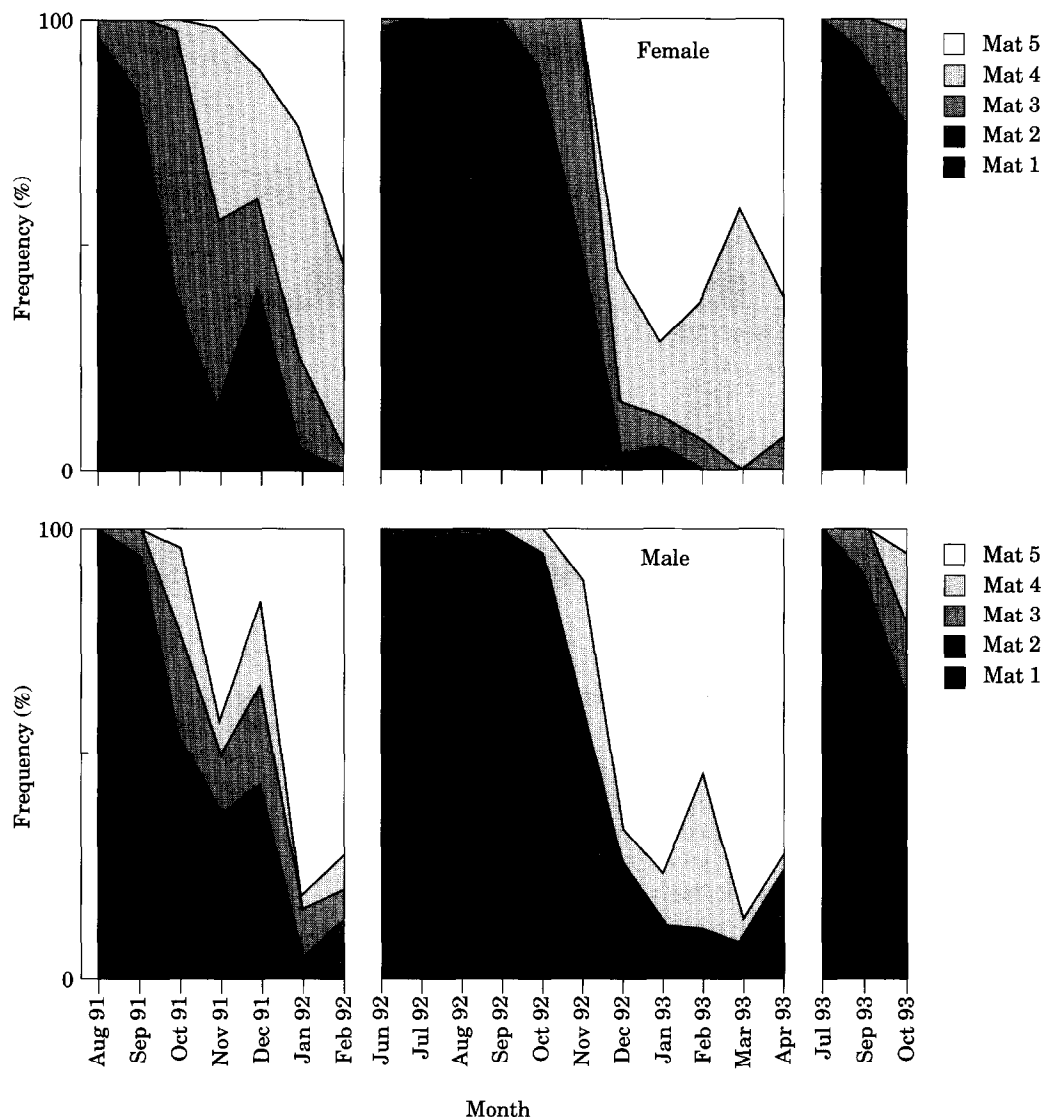 100
Frequency (%)
0
Female
Mat 5
Mat 4
Mat 3
Mat 2
Mat 1
100
Frequency (%)
0
Male
Mat 5
Mat 4
Mat 3
Mat 2
Mat 1
Aug 91
Sep 91
Oct 91
Nov 91
Dec 91
Jan 92
Feb 92
Jun 92
Jul 92
Aug 92
Sep 92
Oct 92
Nov 92
Dec 92
Jan 93
Feb 93
Mar 93
Apr 93
Jul 93
Sep 93
Oct 93
Month